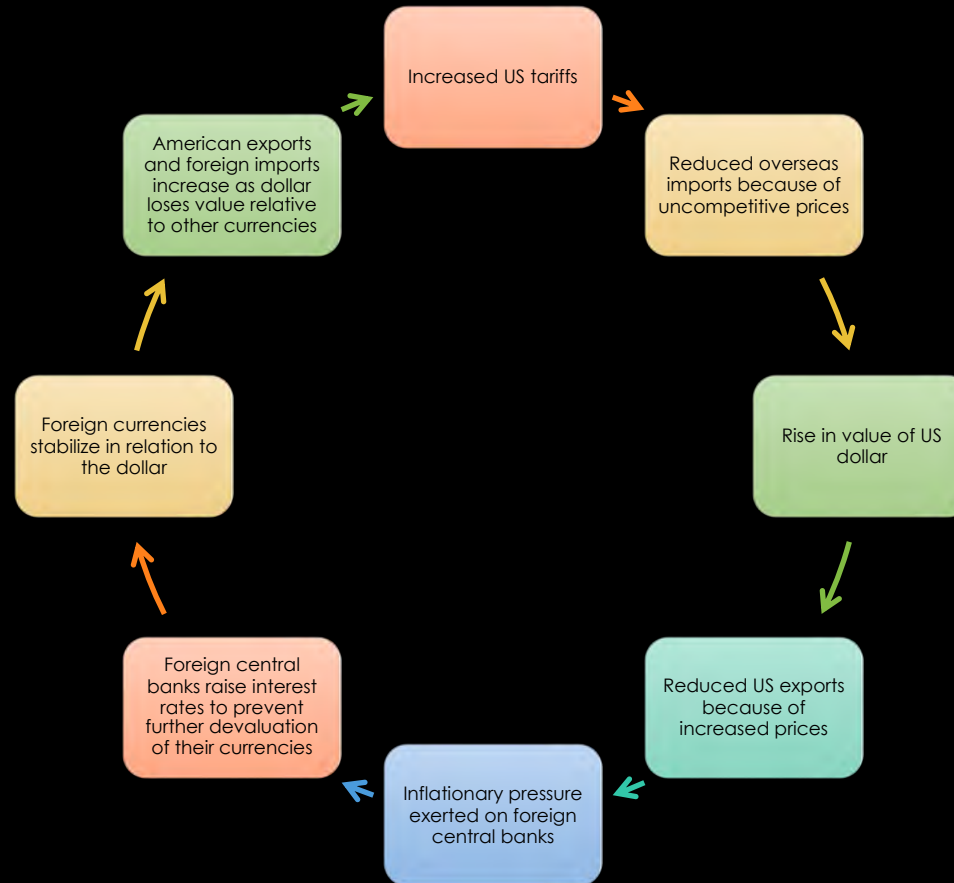 Increased US tariffs
Reduced overseas
imports because of
uncompetitive prices
Rise in value of US
dollar
Reduced US exports
because of
increased prices
Inflationary pressure
exerted on foreign
central banks
Foreign central
banks raise interest
rates to prevent
further devaluation
of their currencies
Foreign currencies
stabilize in relation to
the dollar
American exports
and foreign imports
increase as dollar
loses value relative
to other currencies